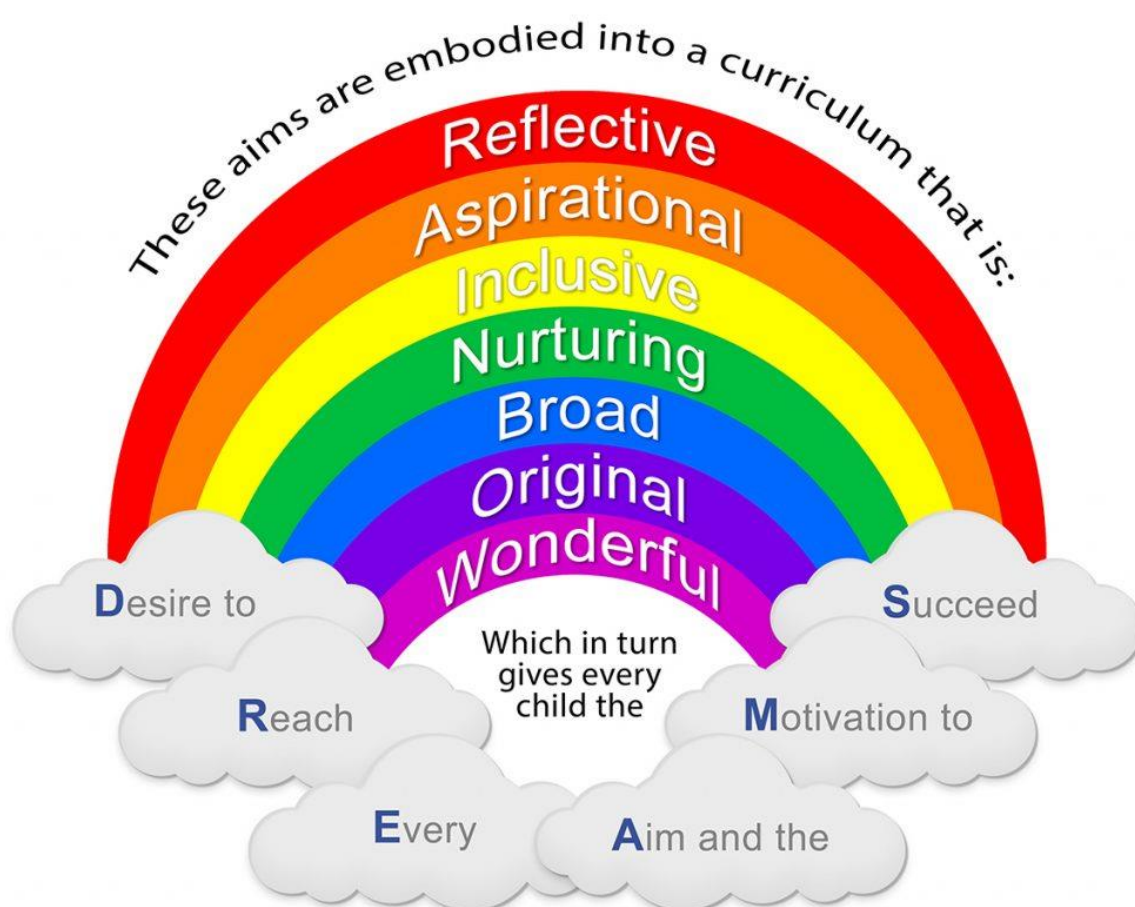 These aims are embodied into a curriculum that is:
Reflective
Aspirational
Inclusive
Nurturing
Broad
Original
Wonderful
Which in turn
gives every
child the
Desire to
Reach
Every
Aim and the
Motivation to
Succeed